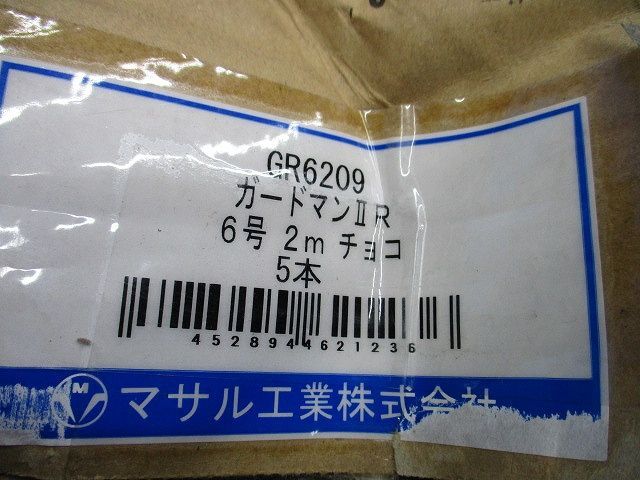 GR6209
ガードマンⅡR
6号 2m チョコ
5本
4528944621236
マサル工業株式会社